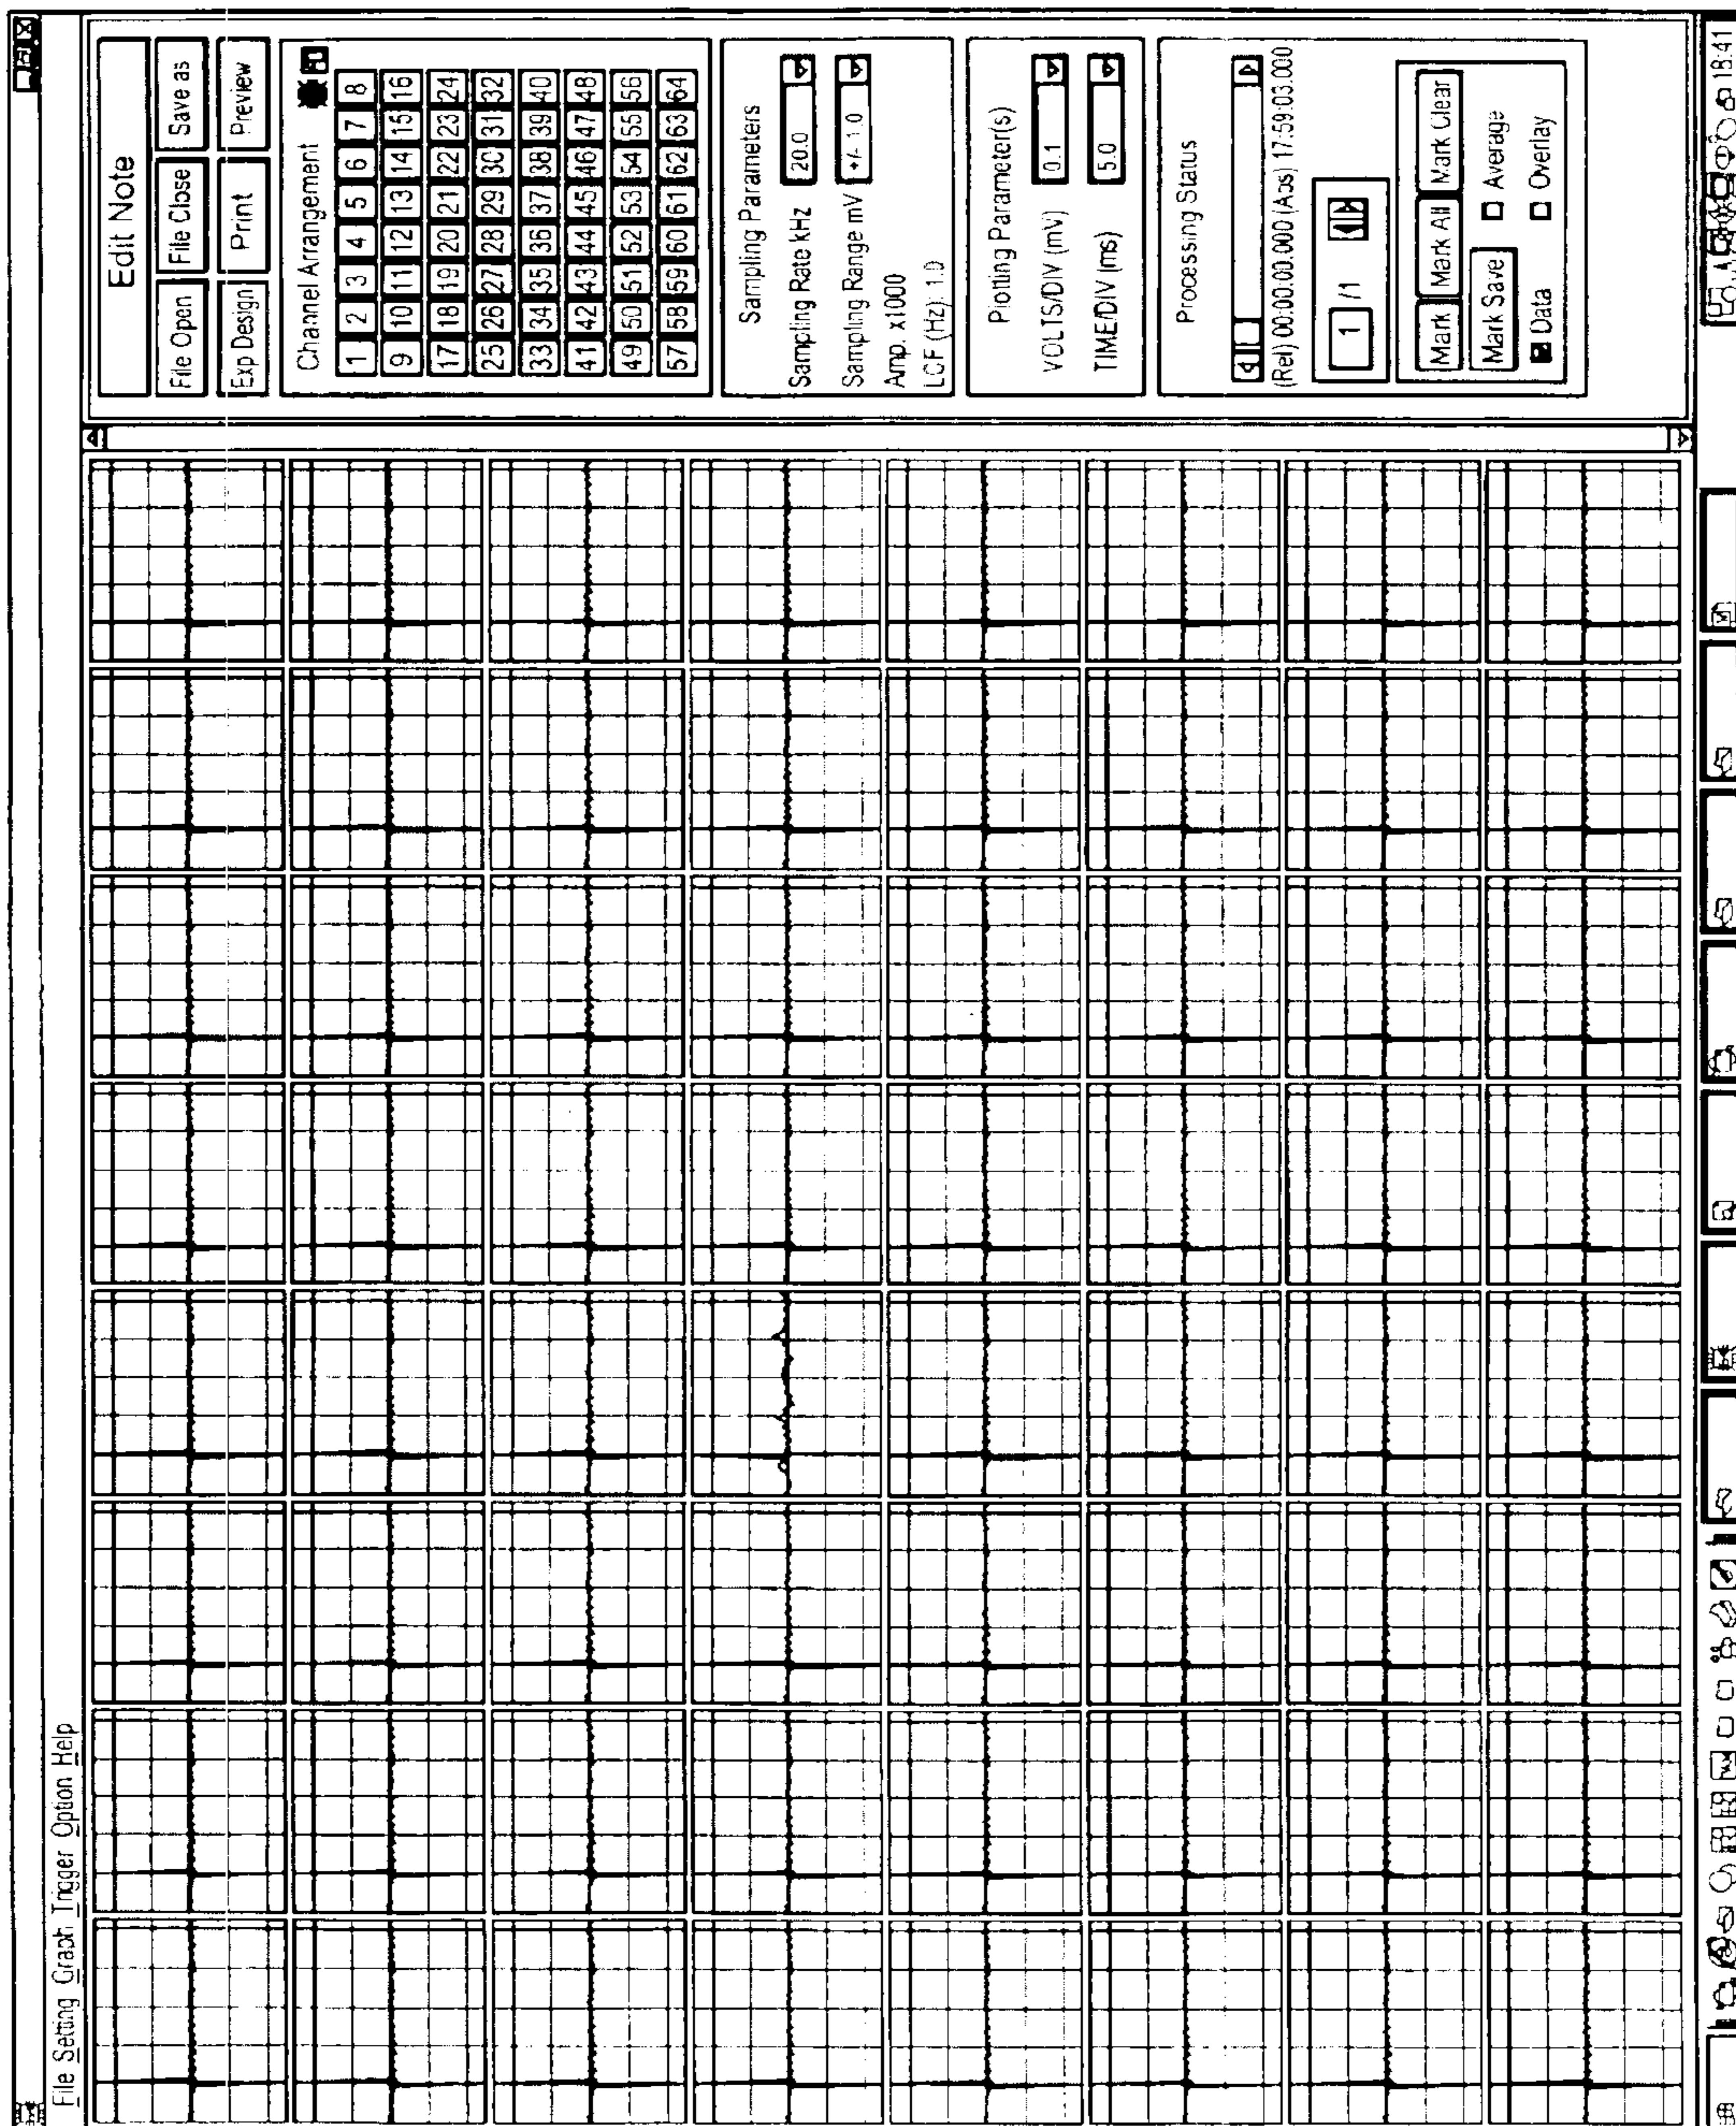 File Setting Graph Trigger Option Help
Edit Note
File Open File Close Save as
Exp Design Print Preview
Channel Arrangement
1 2 3 4 5 6 7 8
9 10 11 12 13 14 15 16
17 18 19 20 21 22 23 24
25 26 27 28 29 30 31 32
33 34 35 36 37 38 39 40
41 42 43 44 45 46 47 48
49 50 51 52 53 54 55 56
57 58 59 60 61 62 63 64
Sampling Parameters
Sampling Rate kHz 20.0
Sampling Range mV +/- 1.0
Amp. x1000
LCF (Hz): 1.0
Plotting Parameter(s)
VOLTS/DIV (mV) 0.1
TIME/DIV (ms) 5.0
Processing Status
(Rel) 00:00:00.000 (Abs) 17:59:03.000
1 /1
Mark Mark All Mark Clear
Mark Save Average
Data Overlay
18:41